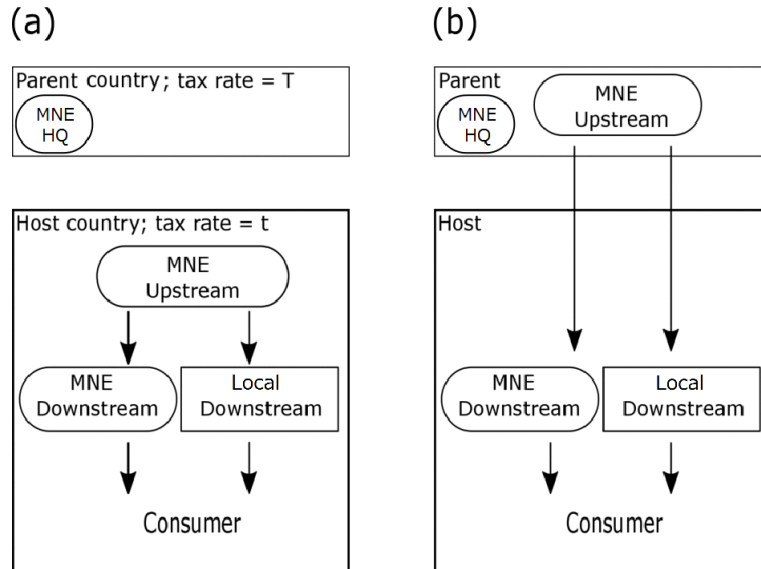 (a)
Parent country; tax rate = T
MNE
HQ
Host country; tax rate = t
MNE
Upstream
MNE
Downstream
Local
Downstream
Consumer
(b)
Parent
MNE
HQ
MNE
Upstream
Host
MNE
Downstream
Local
Downstream
Consumer